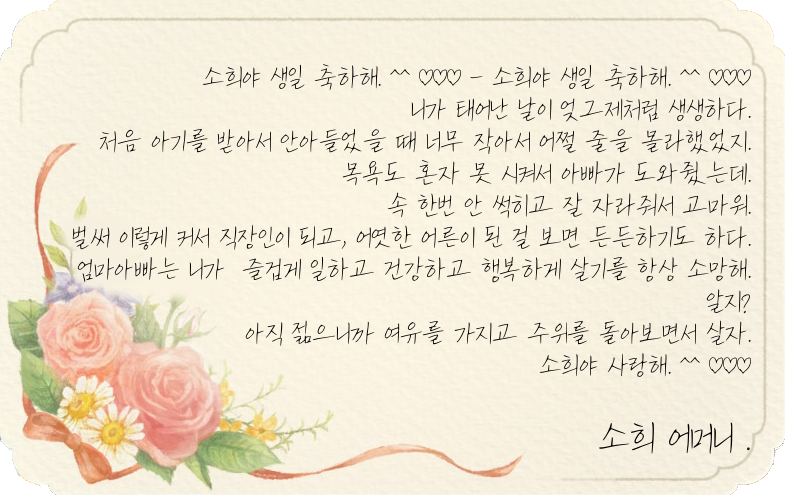 소희야 생일 축하해. ^^ ♡♡♡ - 소희야 생일 축하해. ^^ ♡♡♡
니가 태어난 날이 엊그제처럼 생생하다.
처음 아기를 받아서 안아들었을 때 너무 작아서 어쩔 줄을 몰라했었지.
목욕도 혼자 못 시켜서 아빠가 도와줬는데.
속 한번 안 썩히고 잘 자라줘서 고마워.
벌써 이렇게 커서 직장인이 되고, 어엿한 어른이 된 걸 보면 든든하기도 하다.
엄마아빠는 니가 즐겁게 일하고 건강하고 행복하게 살기를 항상 소망해.
알지?
아직 젊으니까 여유를 가지고 주위를 돌아보면서 살자.
소희야 사랑해. ^^ ♡♡♡
소희 에머니 .